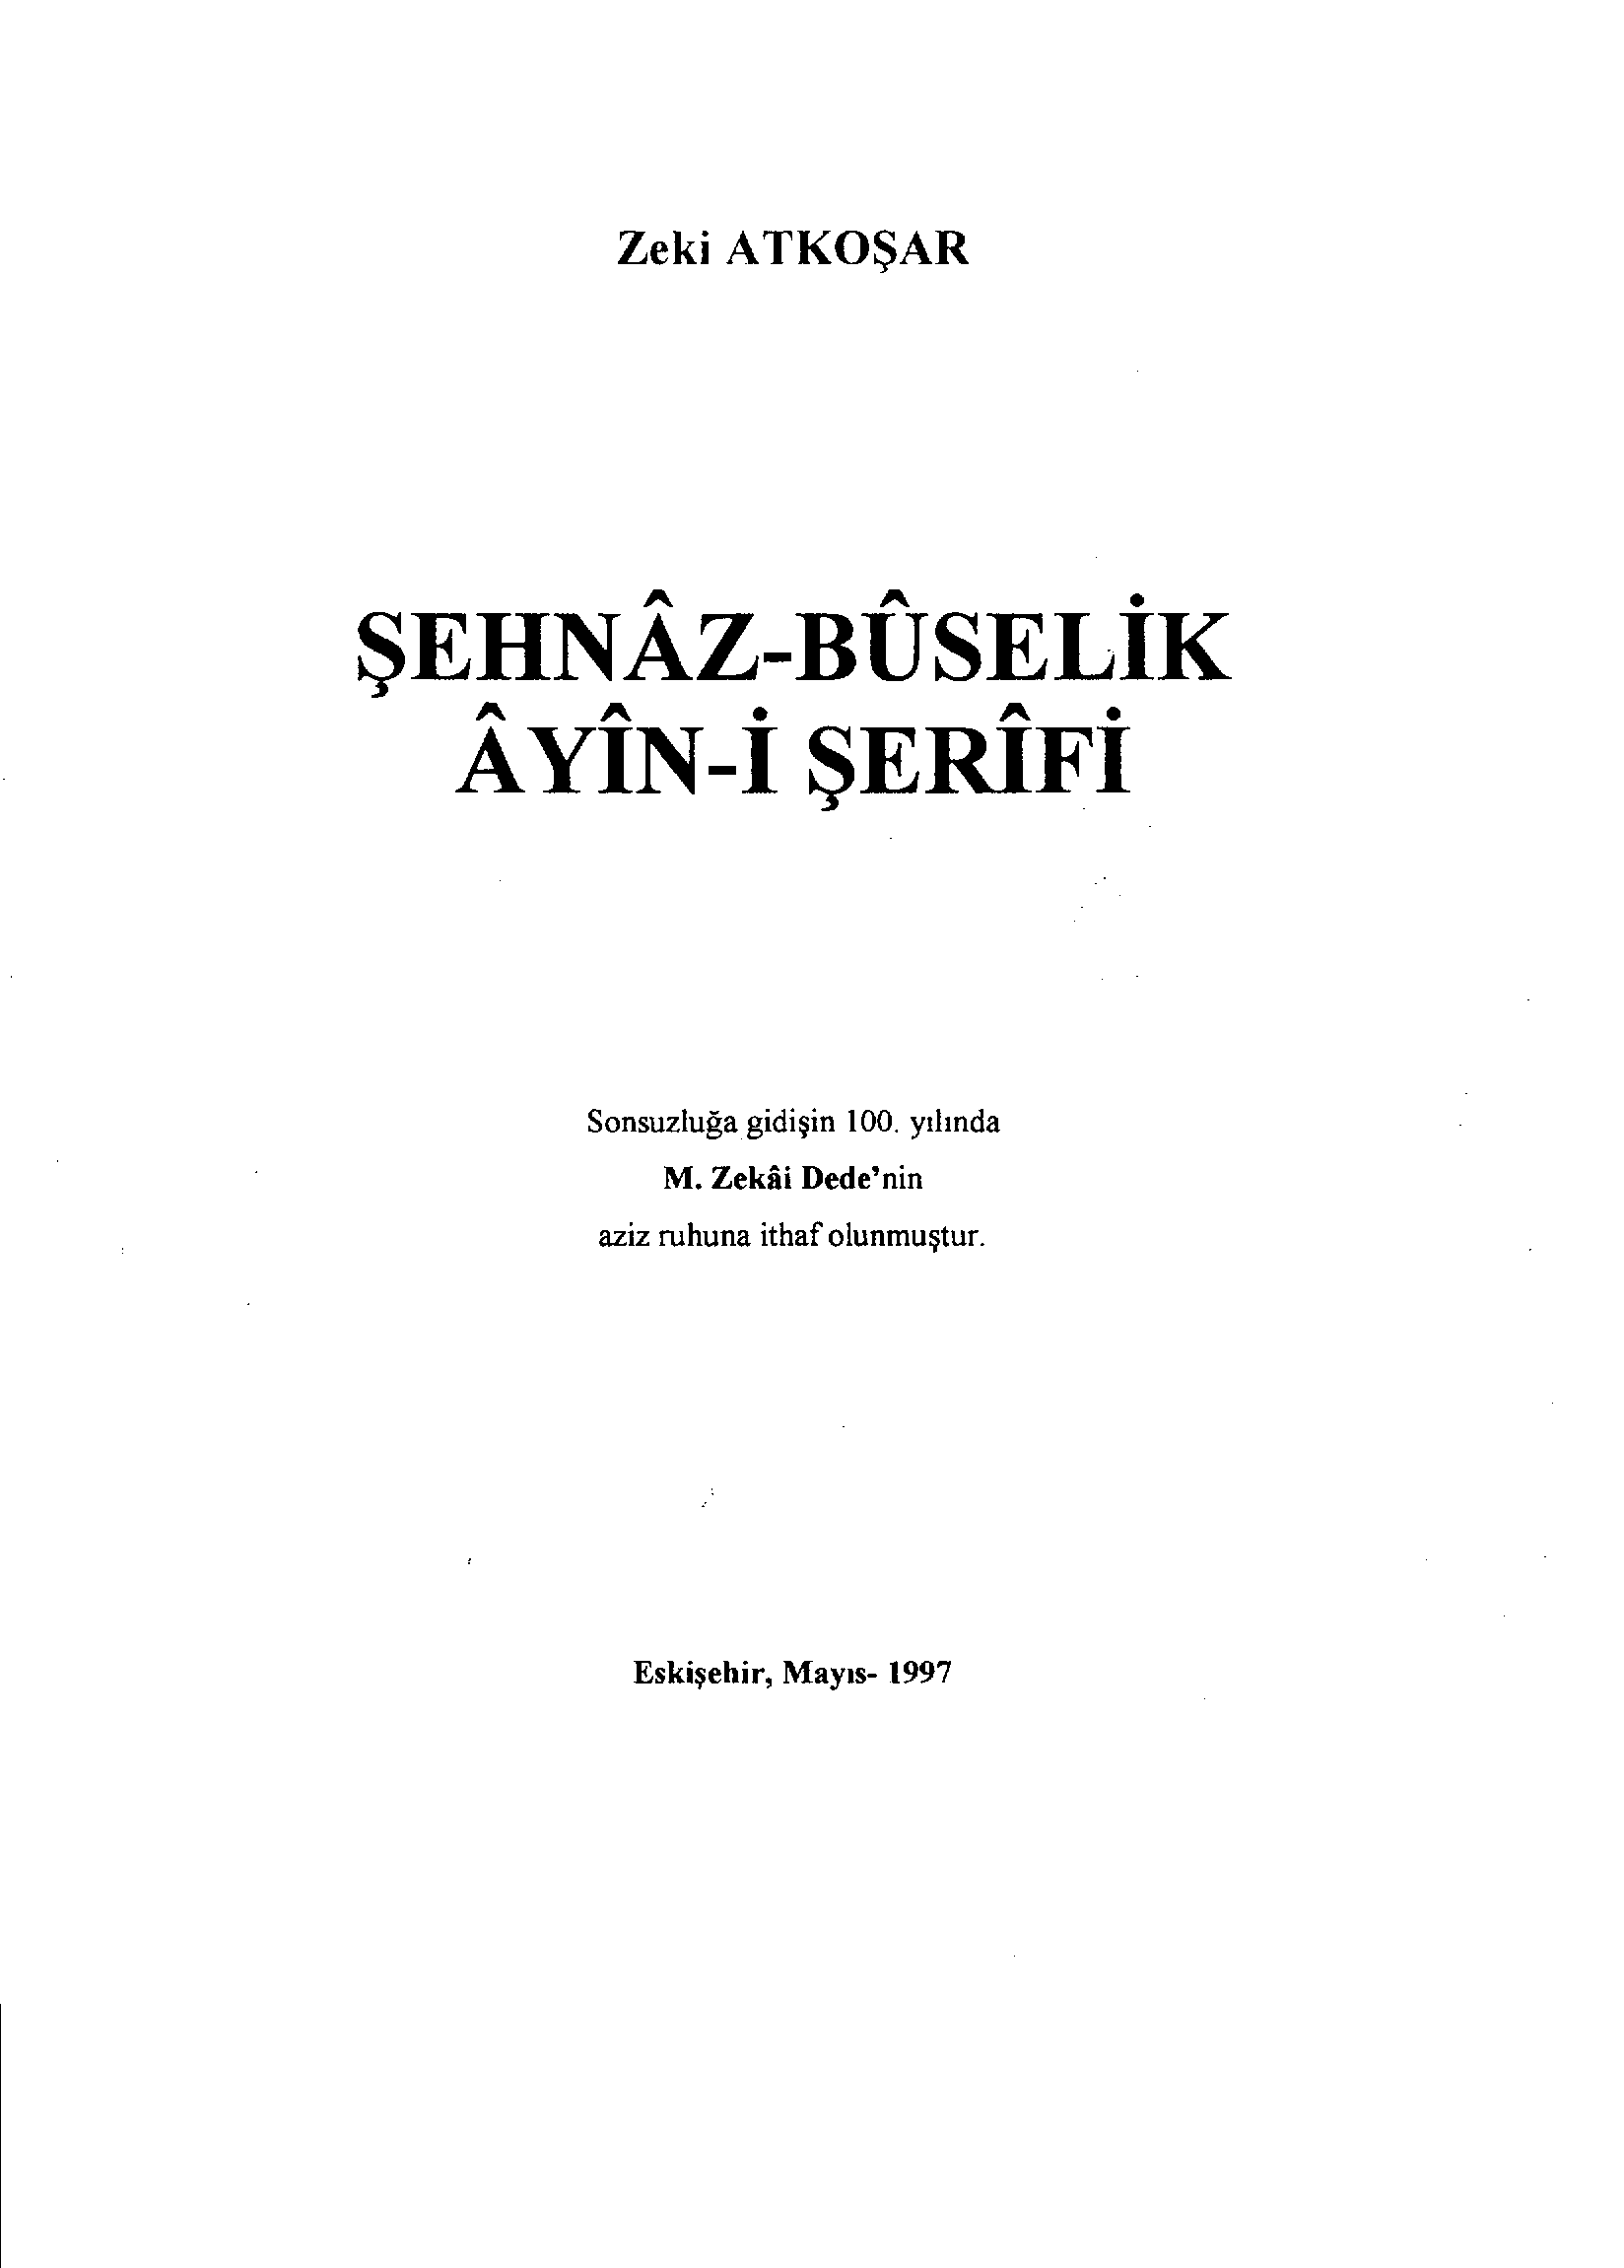 Zeki ATKOŞAR
ŞEHNÂZ-BÛSELİK
ÂYÎN-İ ŞERÎFİ
Sonsuzluğa gidişin 100. yılında
M. Zekâi Dede'nin
aziz ruhuna ithaf olunmuştur.
Eskişehir, Mayıs- 1997